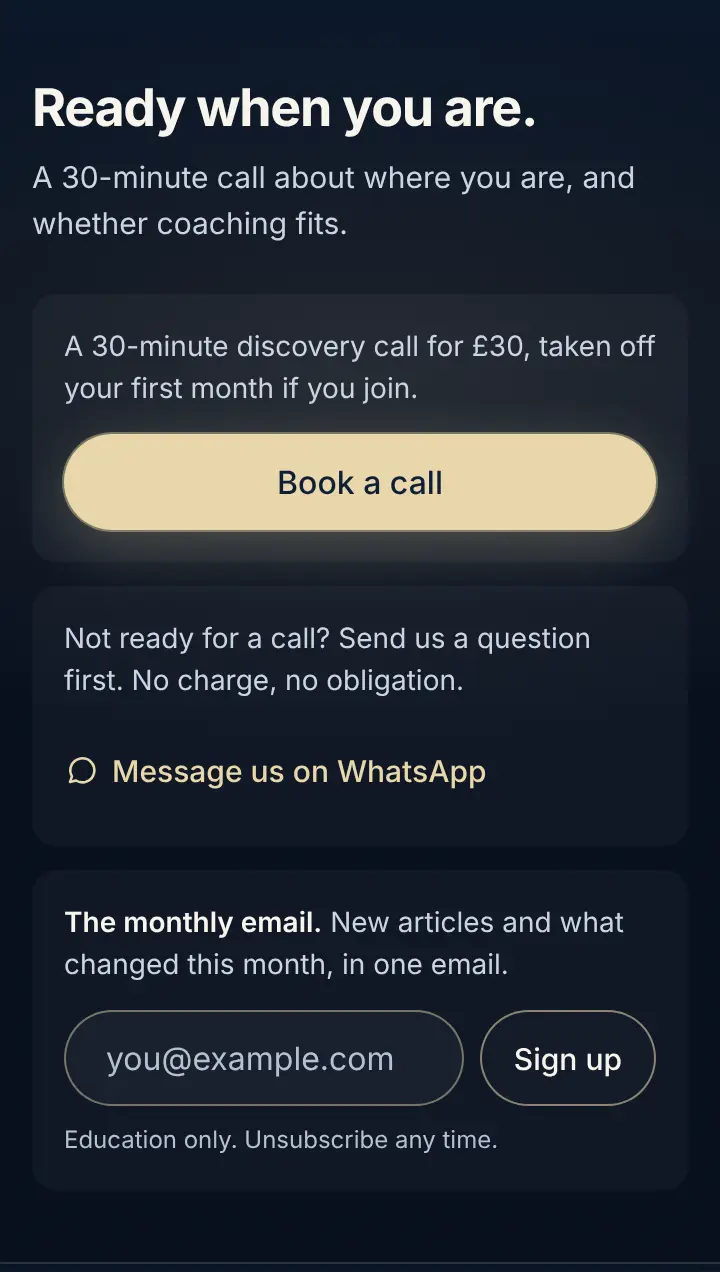 Ready when you are.
A 30-minute call about where you are, and
whether coaching fits.
A 30-minute discovery call for £30, taken off
your first month if you join.
Book a call
Not ready for a call? Send us a question
first. No charge, no obligation.
Message us on WhatsApp
The monthly email. New articles and what
changed this month, in one email.
you@example.com
Sign up
Education only. Unsubscribe any time.